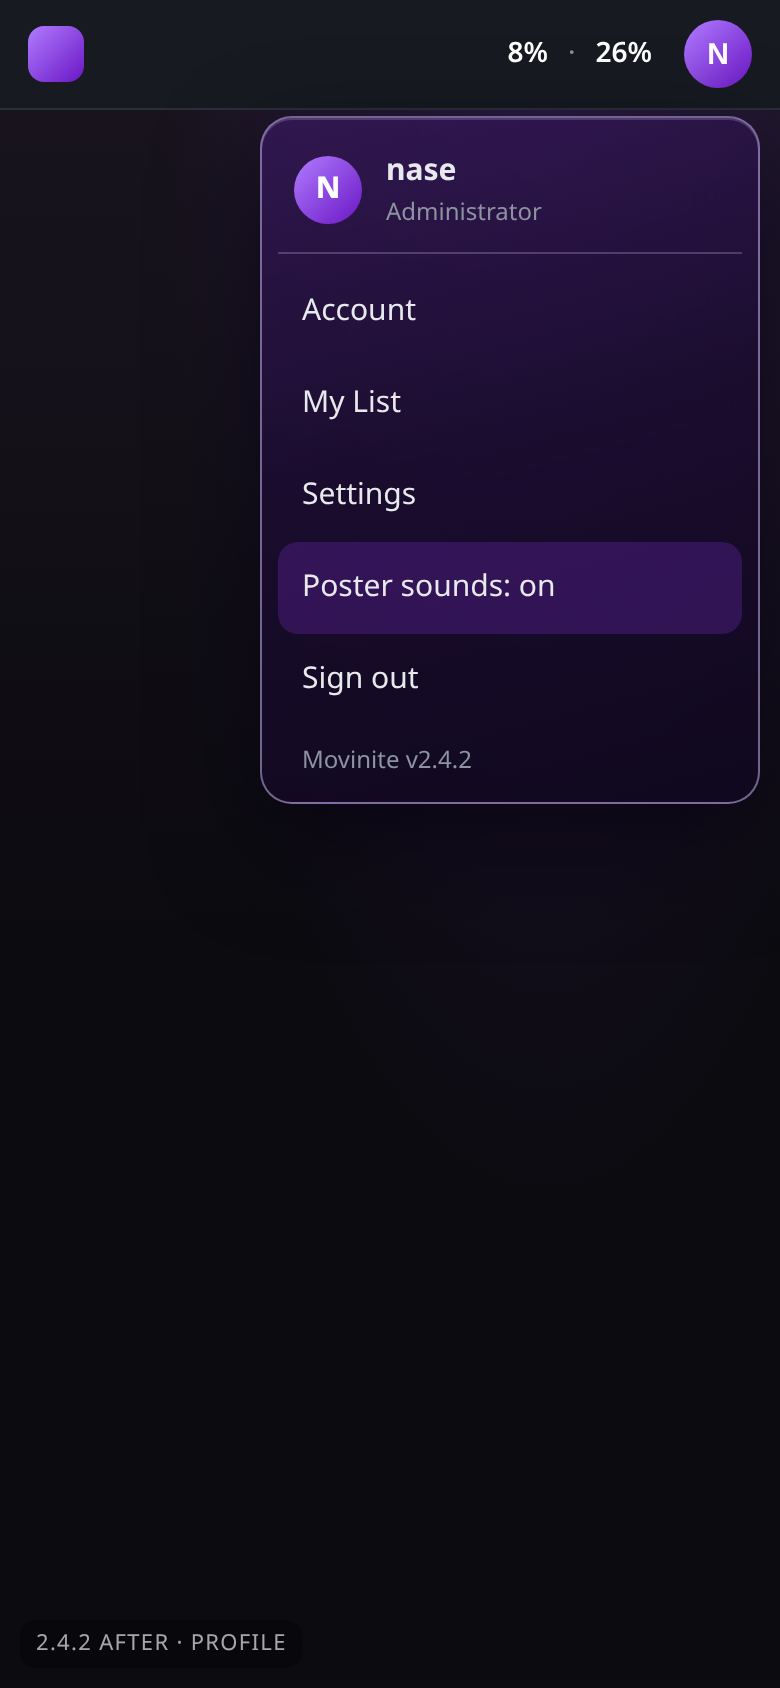 8% · 26% N
N nase
Administrator
Account
My List
Settings
Poster sounds: on
Sign out
Movinite v2.4.2
2.4.2 AFTER · PROFILE